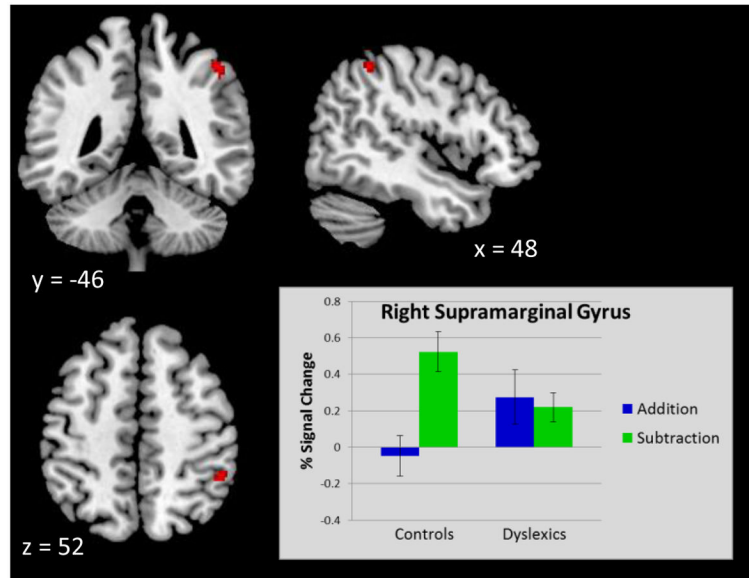 y = -46
x = 48
z = 52
Right Supramarginal Gyrus
% Signal Change
0.8
0.6
0.4
0.2
0
-0.2
-0.4
Controls Dyslexics
Addition
Subtraction